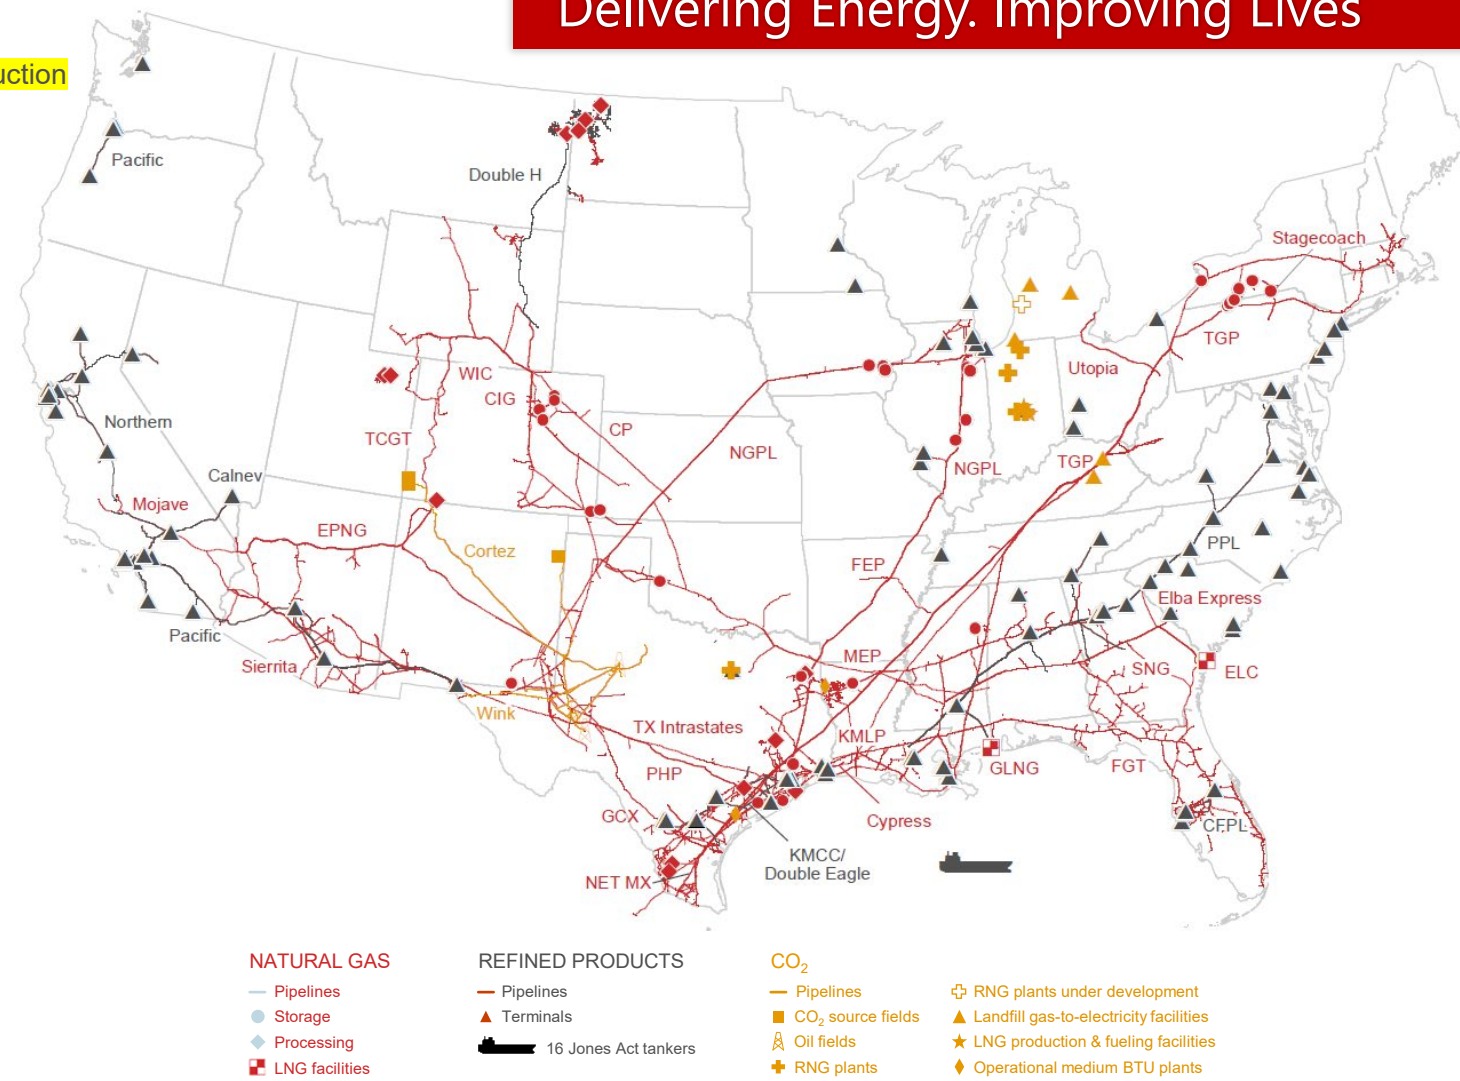 Delivering Energy. Improving Lives
uction
Pacific
Double H
Stagecoach
TGP
Utopia
WIC
CIG
CP
TCGT
Northern
NGPL
NGPL
TGP
Calnev
Mojave
EPNG
Cortez
FEP
PPL
Elba Express
Pacific
Sierrita
MEP
SNG
ELC
Wink
TX Intrastates
KMLP
PHP
GLNG
FGT
GCX
Cypress
CFPL
KMCC/
Double Eagle
NET MX
NATURAL GAS
Pipelines
Storage
Processing
LNG facilities
REFINED PRODUCTS
Pipelines
Terminals
16 Jones Act tankers
CO2
Pipelines
CO2 source fields
Oil fields
RNG plants
RNG plants under development
Landfill gas-to-electricity facilities
LNG production & fueling facilities
Operational medium BTU plants